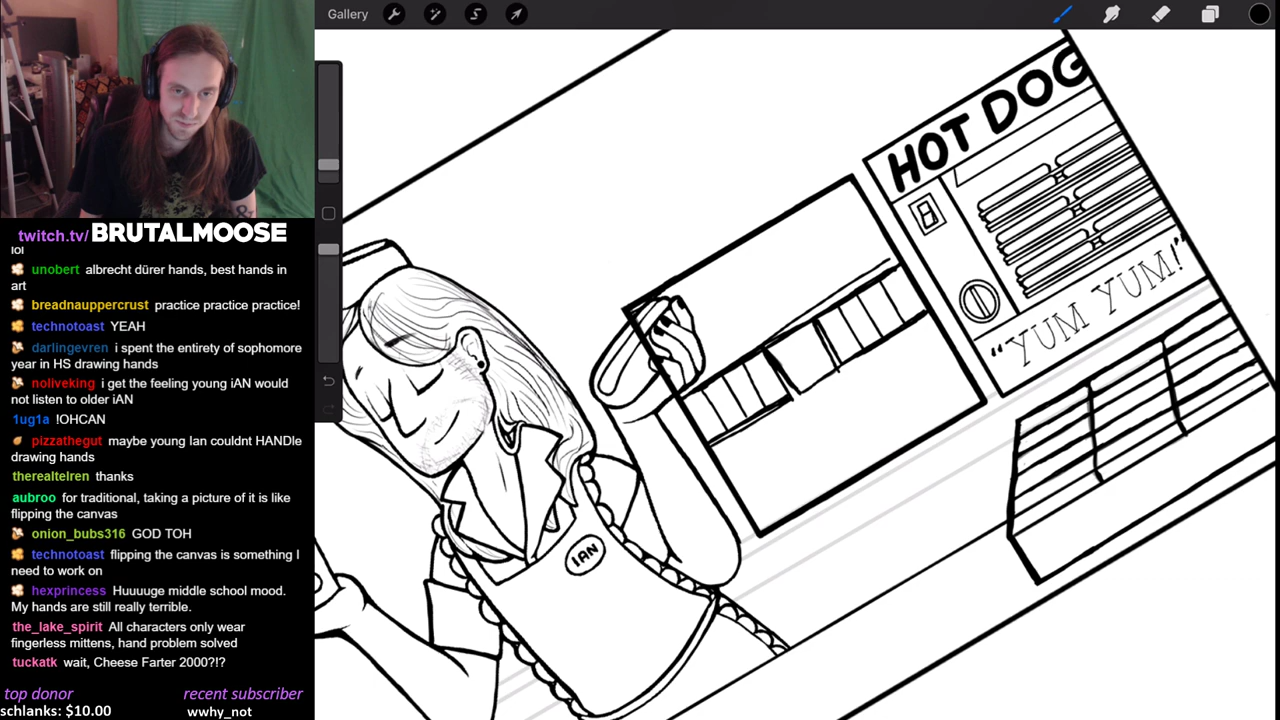 Gallery
HOT DOG
8
"YUM YUM!"
IAN
twitch.tv/BRUTALMOOSE
lol
unobert albrecht dürer hands, best hands in
art
breadnauppercrust practice practice practice!
technotoast YEAH
darlingevren i spent the entirety of sophomore
year in HS drawing hands
noliveking i get the feeling young iAN would
not listen to older iAN
1ug1a !OHCAN
pizzathegut maybe young Ian couldnt HANDle
drawing hands
therealtelren thanks
aubroo for traditional, taking a picture of it is like
flipping the canvas
onion_bubs316 GOD TOH
technotoast flipping the canvas is something I
need to work on
hexprincess Huuuuge middle school mood.
My hands are still really terrible.
the_lake_spirit All characters only wear
fingerless mittens, hand problem solved
tuckatk wait, Cheese Farter 2000?!?
top donor recent subscriber
schlanks: $10.00 wwhy_not